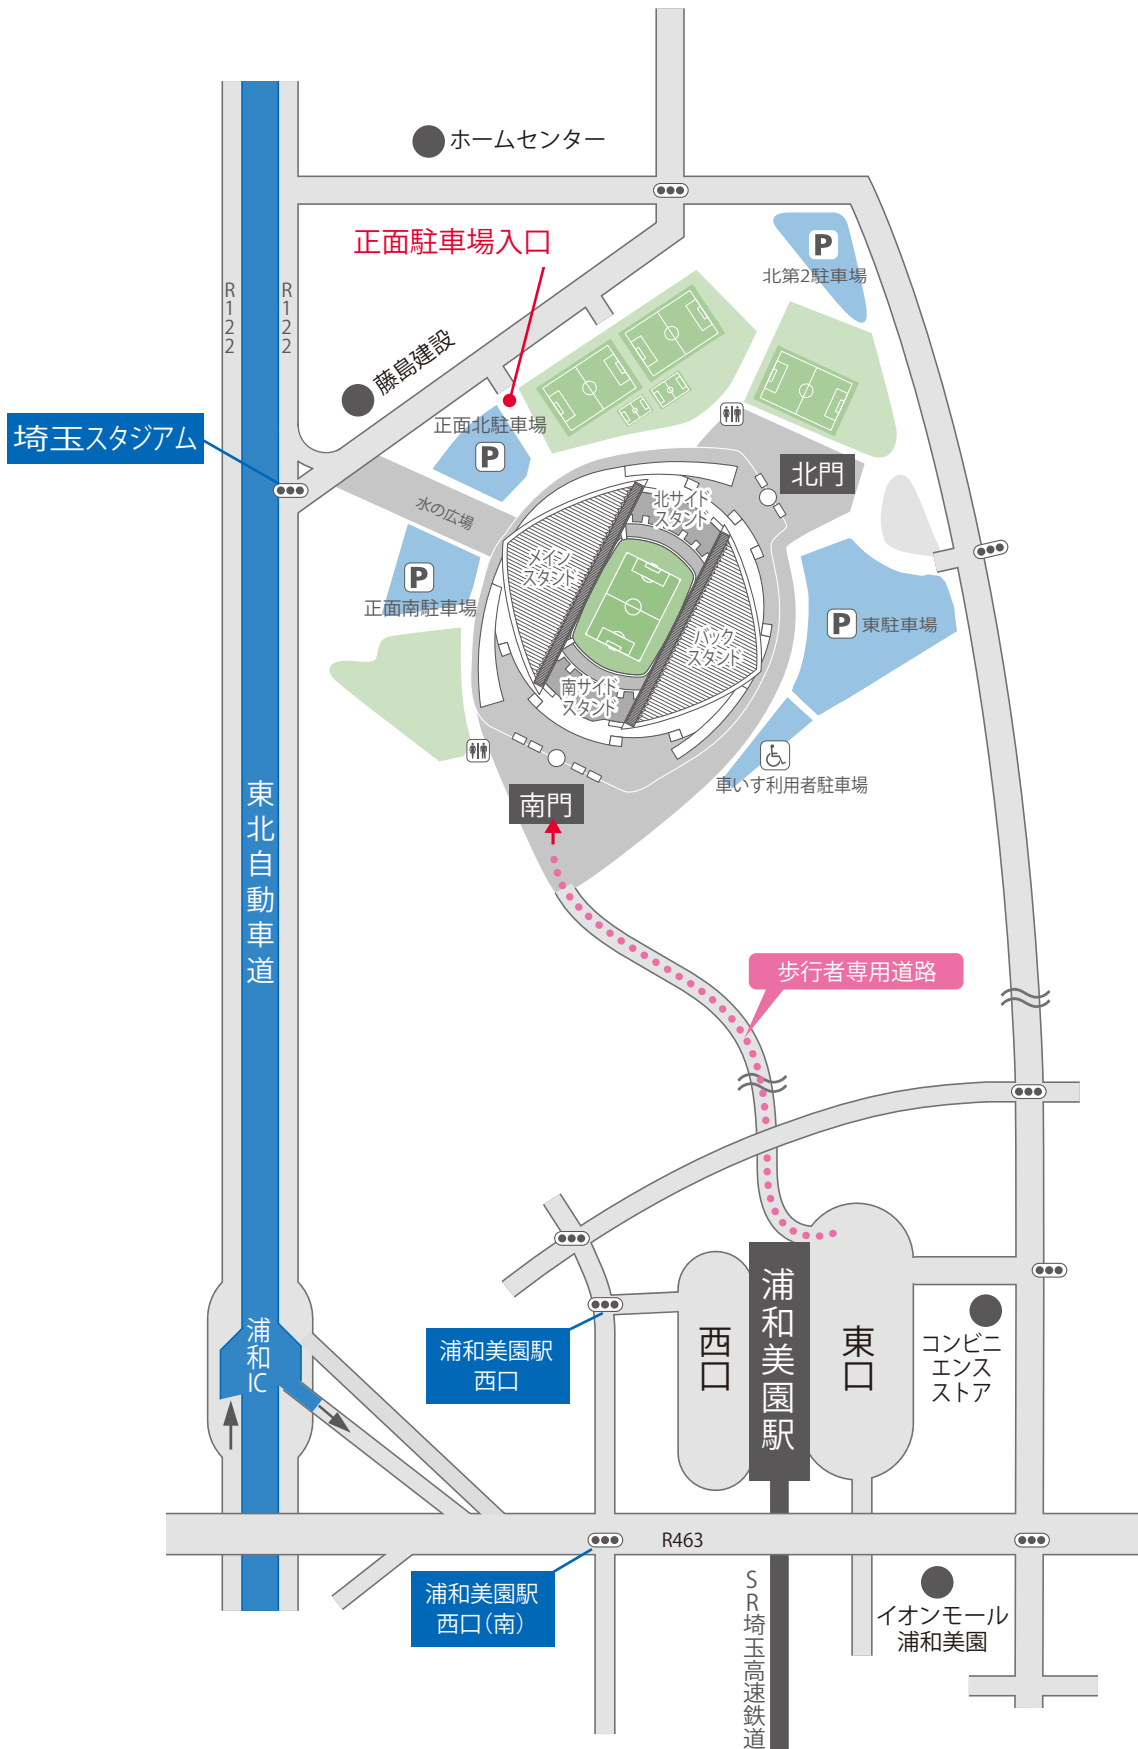 ホームセンター
正面駐車場入口
P
北第2駐車場
R122
R122
藤島建設
正面北駐車場
P
埼玉スタジアム
北門
水の広場
北サイド
スタンド
メイン
スタンド
P
正面南駐車場
P
東駐車場
バック
スタンド
南サイド
スタンド
車いす利用者駐車場
南門
東北自動車道
歩行者専用道路
浦和美園駅
西口
東口
浦和
IC
浦和美園駅
西口
コンビニ
エンス
ストア
R463
浦和美園駅
西口(南)
SR埼玉高速鉄道
イオンモール
浦和美園